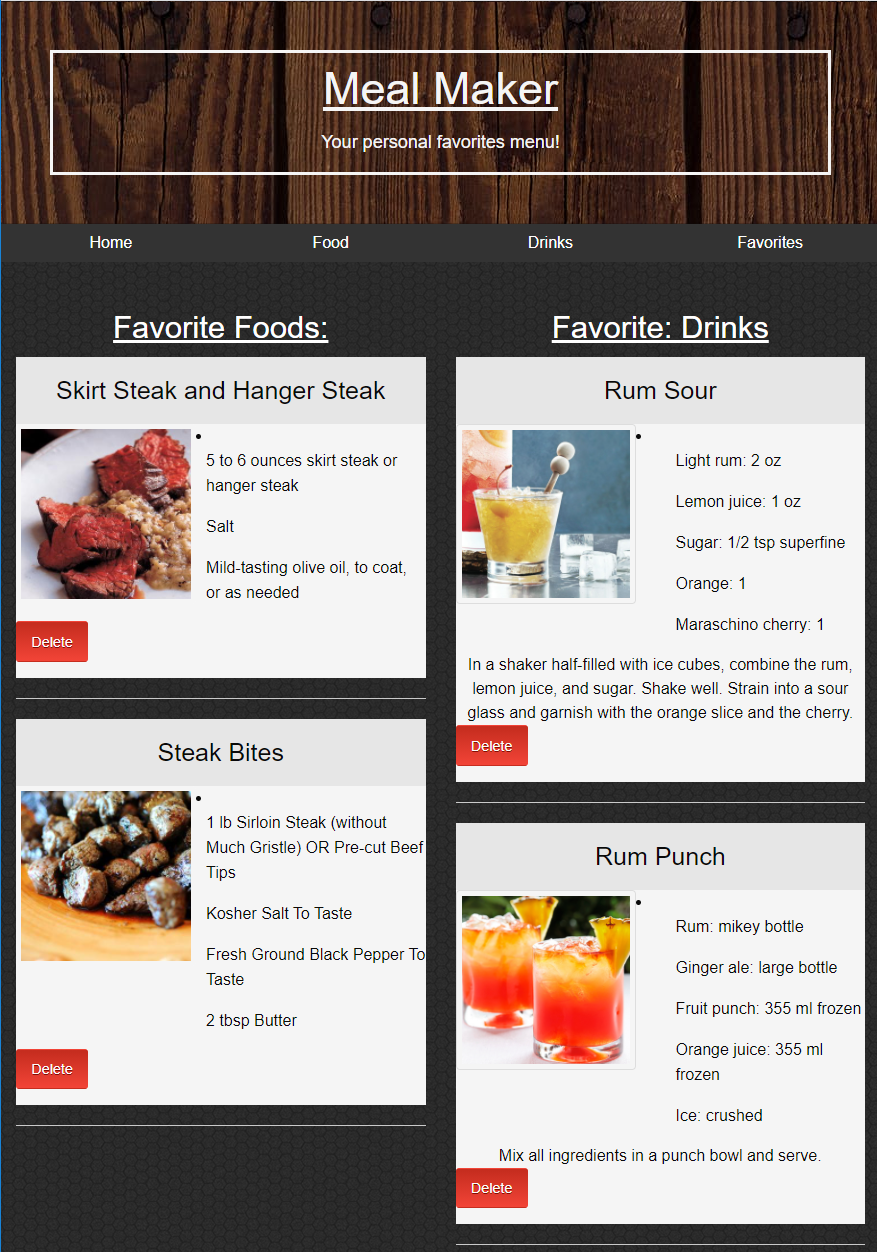 Meal Maker
Your personal favorites menu!
Home Food Drinks Favorites
Favorite Foods:
Skirt Steak and Hanger Steak
5 to 6 ounces skirt steak or
hanger steak
Salt
Mild-tasting olive oil, to coat,
or as needed
Delete
Steak Bites
1 lb Sirloin Steak (without
Much Gristle) OR Pre-cut Beef
Tips
Kosher Salt To Taste
Fresh Ground Black Pepper To
Taste
2 tbsp Butter
Delete
Favorite: Drinks
Rum Sour
Light rum: 2 oz
Lemon juice: 1 oz
Sugar: 1/2 tsp superfine
Orange: 1
Maraschino cherry: 1
In a shaker half-filled with ice cubes, combine the rum,
lemon juice, and sugar. Shake well. Strain into a sour
glass and garnish with the orange slice and the cherry.
Delete
Rum Punch
Rum: mikey bottle
Ginger ale: large bottle
Fruit punch: 355 ml frozen
Orange juice: 355 ml
frozen
Ice: crushed
Mix all ingredients in a punch bowl and serve.
Delete